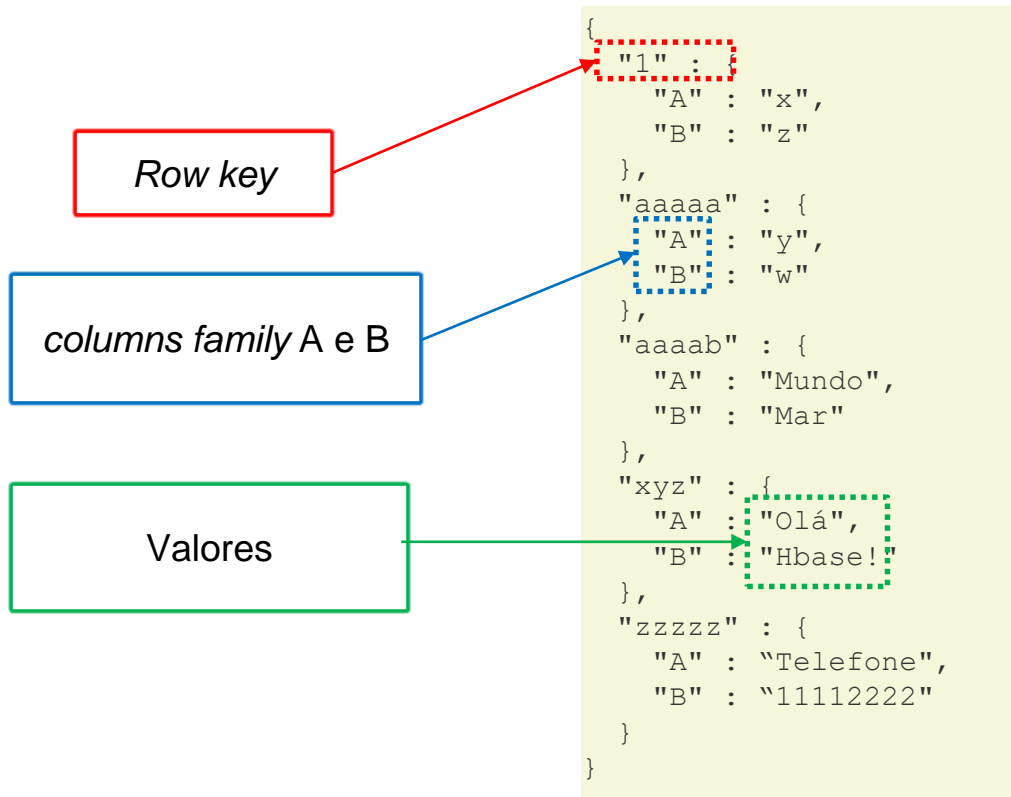 Row key
columns family A e B
Valores
{
"1" : {
"A" : "x",
"B" : "z"
},
"aaaaa" : {
"A" : "y",
"B" : "w"
},
"aaaab" : {
"A" : "Mundo",
"B" : "Mar"
},
"xyz" : {
"A" : "Olá",
"B" : "Hbase!"
},
"zzzzz" : {
"A" : “Telefone",
"B" : “11112222"
}
}